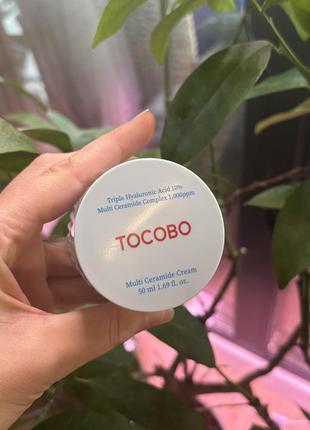 Triple Hyaluronic Acid 10%
Multi Ceramide Complex 1,000ppm
TOCOBO
Multi Ceramide Cream
50 ml 1.69 fl. oz.